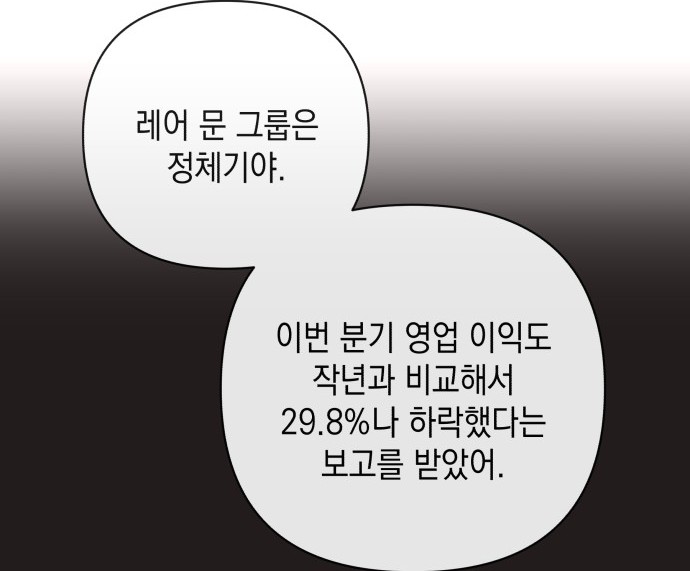 레어 문 그룹은
정체기야.
이번 분기 영업 이익도
작년과 비교해서
29.8%나 하락했다는
보고를 받았어.